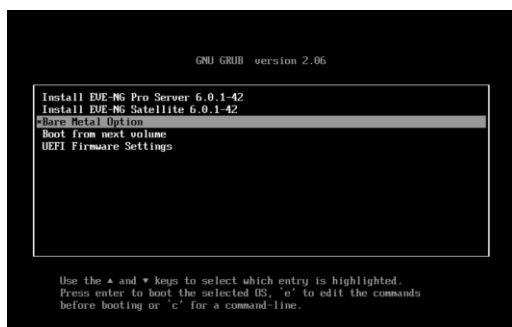 GNU GRUB version 2.06
Install EVE-NG Pro Server 6.0.1-42
Install EVE-NG Satellite 6.0.1-42
*Bare Metal Option
Boot from next volume
UEFI Firmware Settings
Use the ▲ and ▼ keys to select which entry is highlighted.
Press enter to boot the selected OS, `e' to edit the commands
before booting or `c' for a command-line.